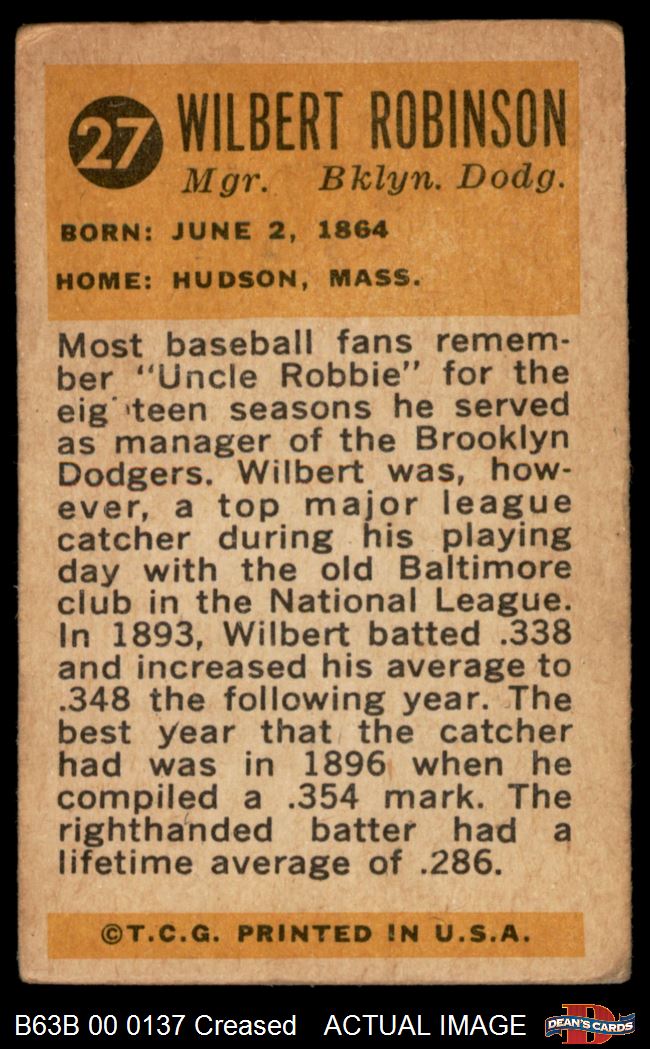 27
WILBERT ROBINSON
Mgr. Bklyn. Dodg.
BORN: JUNE 2, 1864
HOME: HUDSON, MASS.
Most baseball fans remem-
ber "Uncle Robbie" for the
eig teen seasons he served
as manager of the Brooklyn
Dodgers. Wilbert was, how-
ever, a top major league
catcher during his playing
day with the old Baltimore
club in the National League.
In 1893, Wilbert batted .338
and increased his average to
.348 the following year. The
best year that the catcher
had was in 1896 when he
compiled a .354 mark. The
righthanded batter had a
lifetime average of .286.
©T.C.G. PRINTED IN U.S.A.
B63B 00 0137 Creased ACTUAL IMAGE
DEAN'S CARDS